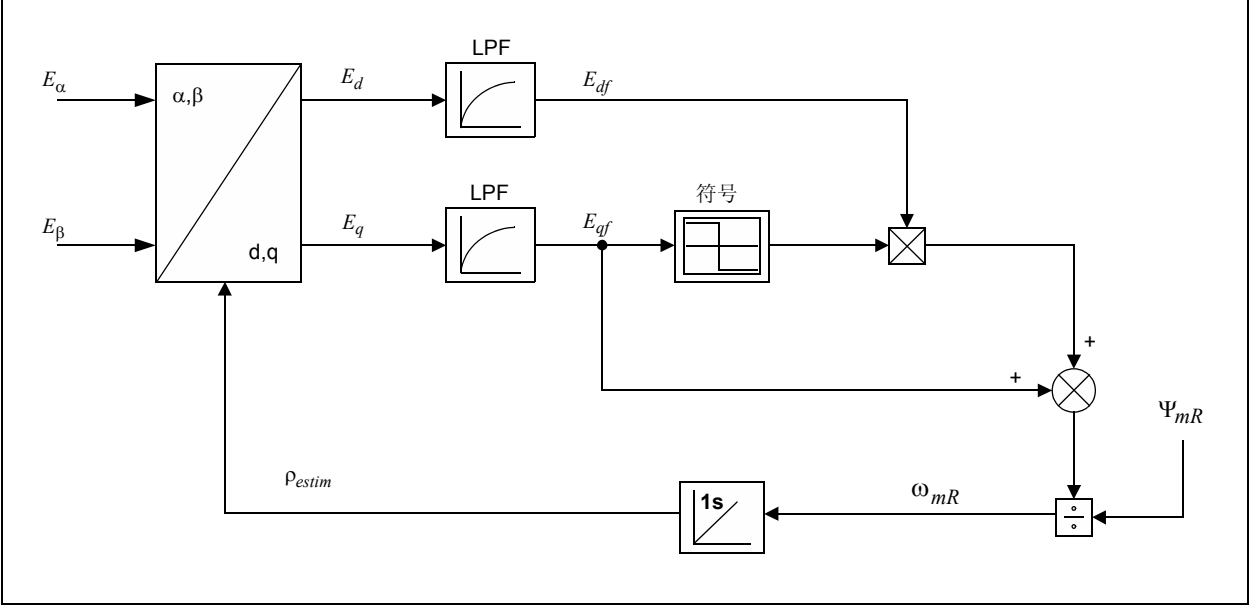 LPF
Eα
α,β
Ed
Edf
LPF
符号
Eβ
Eq
Eqf
d,q
+
+
ΨmR
ρestim
1s
ωmR
÷